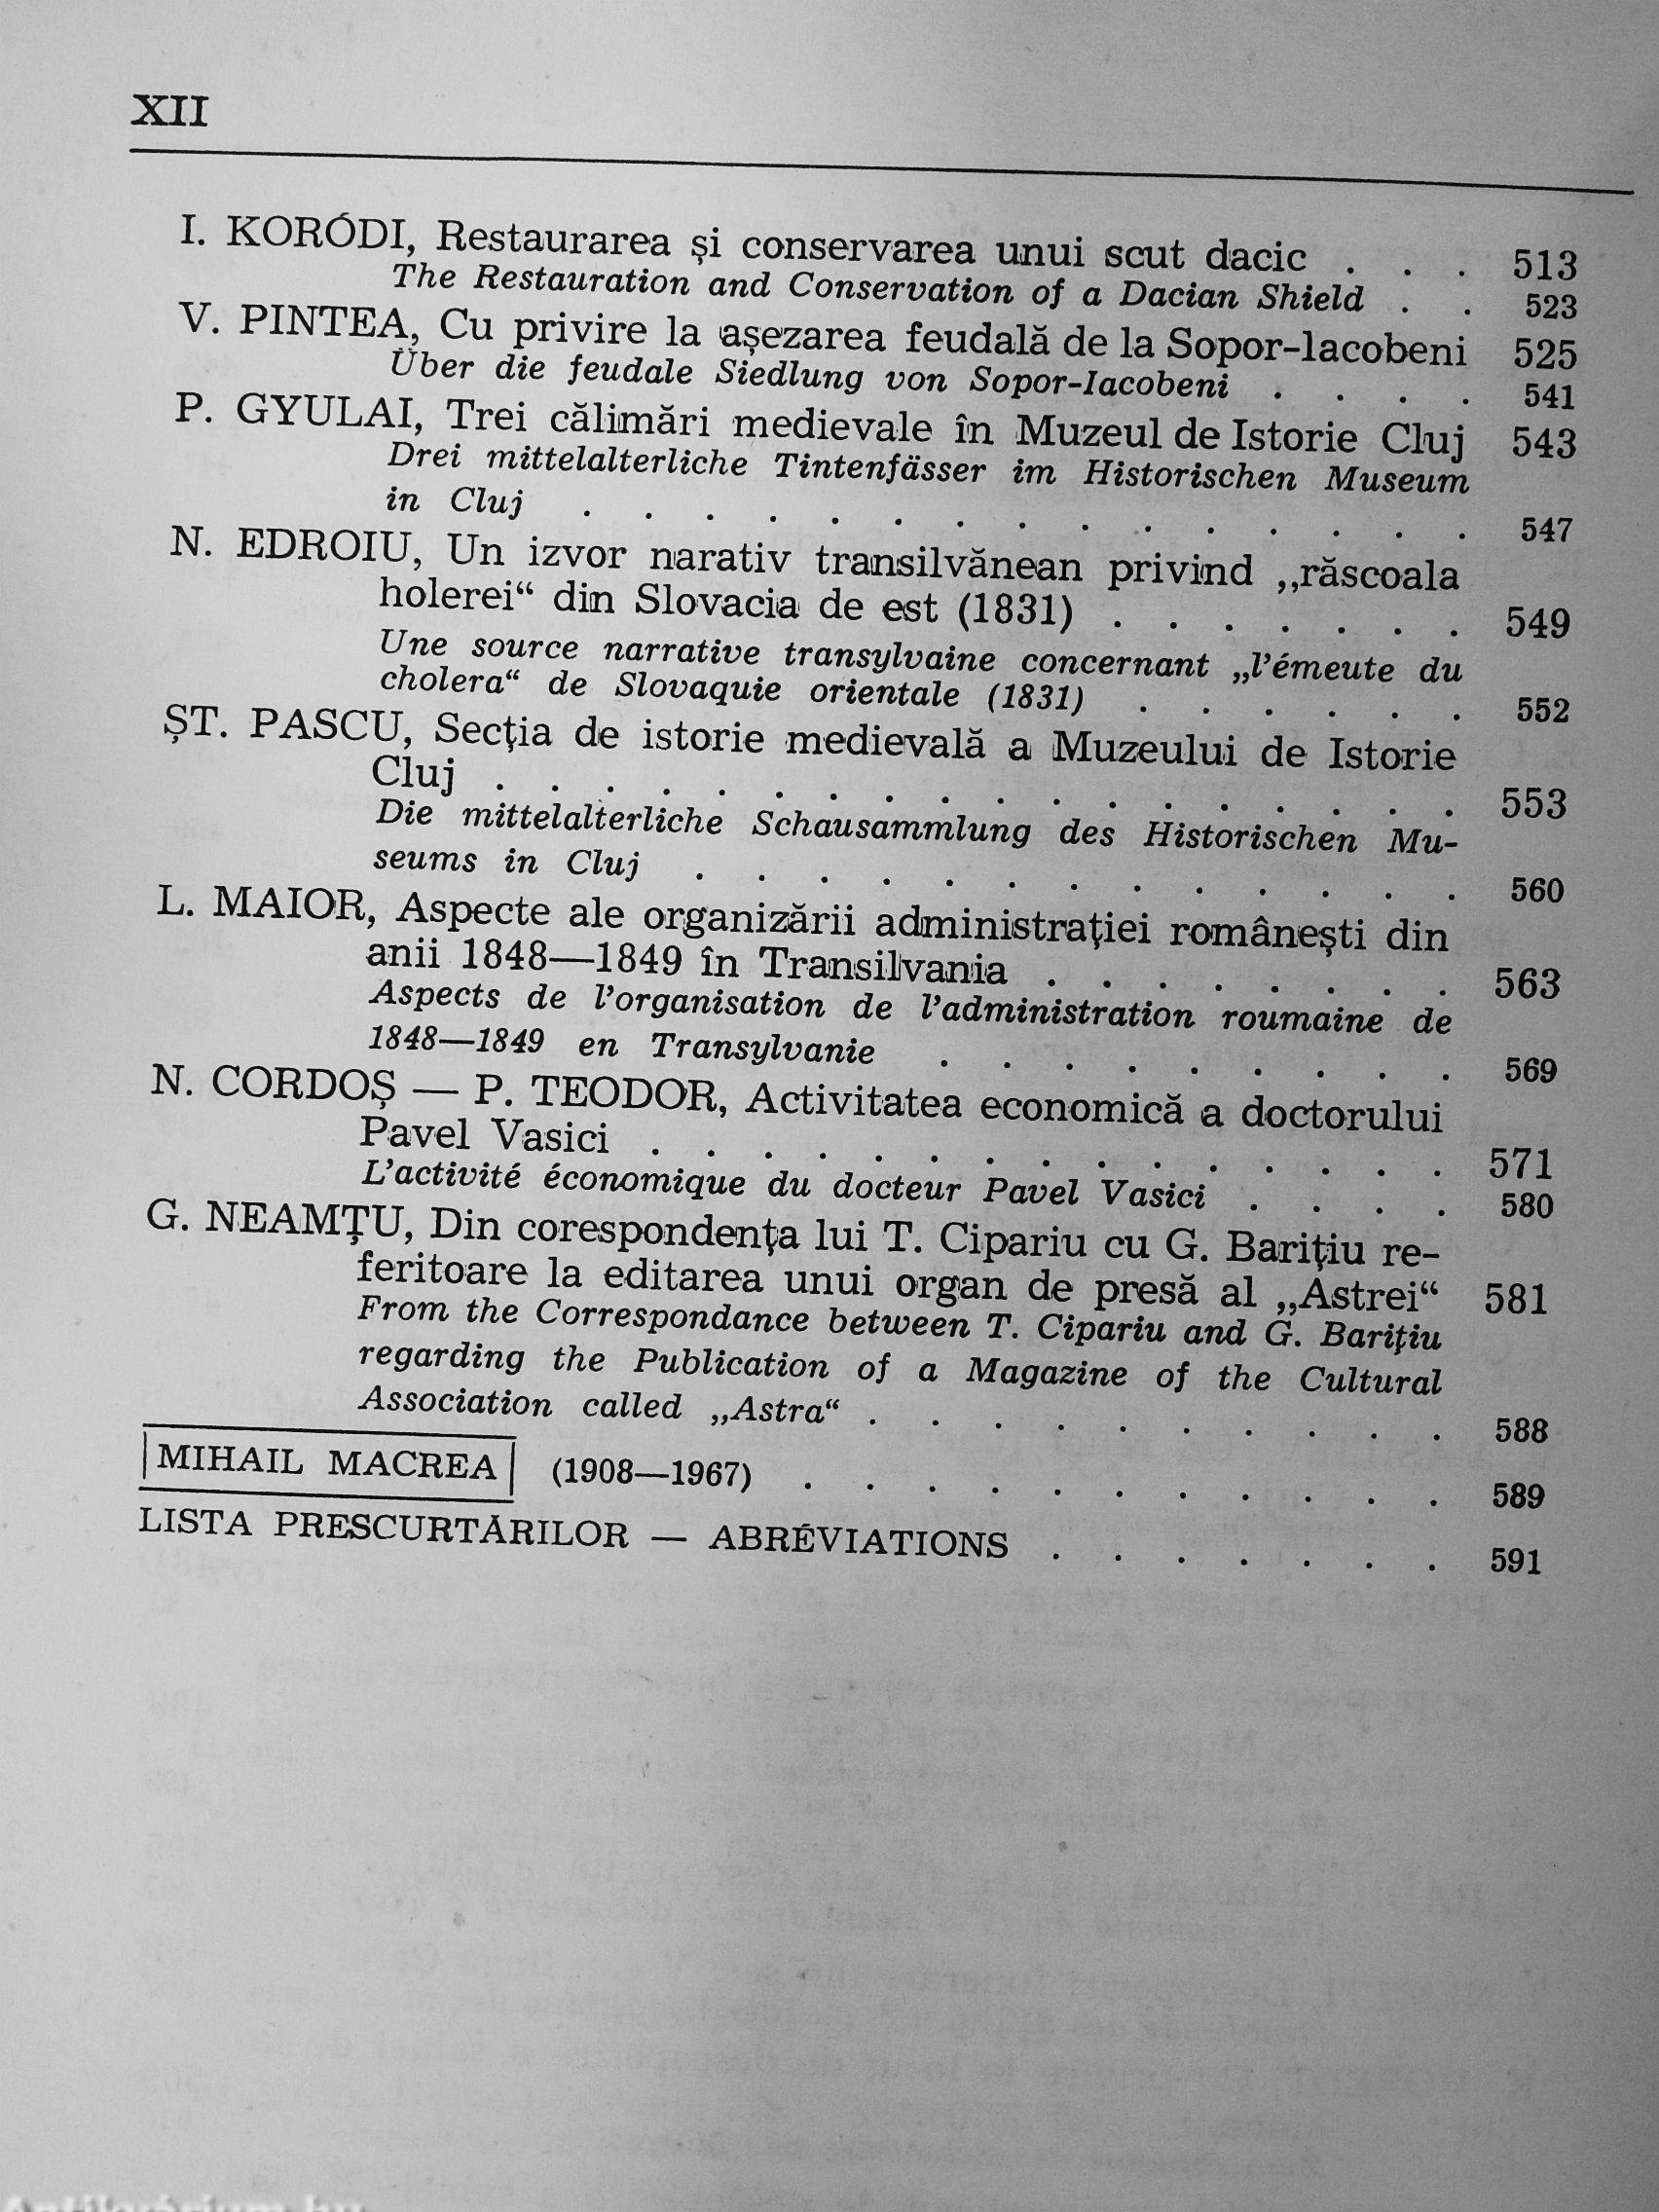 XII
I. KORÓDI, Restaurarea și conservarea unui scut dacic . . . 513
The Restauration and Conservation of a Dacian Shield . . 523
V. PINTEA, Cu privire la așezarea feudală de la Sopor-Iacobeni 525
Über die feudale Siedlung von Sopor-Iacobeni . . . . 541
P. GYULAI, Trei călimări medievale în Muzeul de Istorie Cluj 543
Drei mittelalterliche Tintenfässer im Historischen Museum
in Cluj . . . . . . . . . . . . . . . 547
N. EDROIU, Un izvor narativ transilvănean privind „răscoala
holerei“ din Slovacia de est (1831) . . . . . . . 549
Une source narrative transylvaine concernant „l’émeute du
cholera“ de Slovaquie orientale (1831) . . . . . . 552
ȘT. PASCU, Secția de istorie medievală a Muzeului de Istorie
Cluj . . . . . . . . . . . . . . . . . . 553
Die mittelalterliche Schausammlung des Historischen Mu-
seums in Cluj . . . . . . . . . . . . . 560
L. MAIOR, Aspecte ale organizării administrației românești din
anii 1848—1849 în Transilvania . . . . . . . . 563
Aspects de l’organisation de l’administration roumaine de
1848—1849 en Transylvanie . . . . . . . . . 569
N. CORDOȘ — P. TEODOR, Activitatea economică a doctorului
Pavel Vasici . . . . . . . . . . . . . . . 571
L’activité économique du docteur Pavel Vasici . . . . 580
G. NEAMȚU, Din corespondența lui T. Cipariu cu G. Barițiu re-
feritoare la editarea unui organ de presă al „Astrei“ 581
From the Correspondance between T. Cipariu and G. Barițiu
regarding the Publication of a Magazine of the Cultural
Association called „Astra“ . . . . . . . . . . 588
MIHAIL MACREA (1908—1967) . . . . . . . . . . . 589
LISTA PRESCURTĂRILOR — ABRÉVIATIONS . . . . . . . 591
Antikvárium.hu